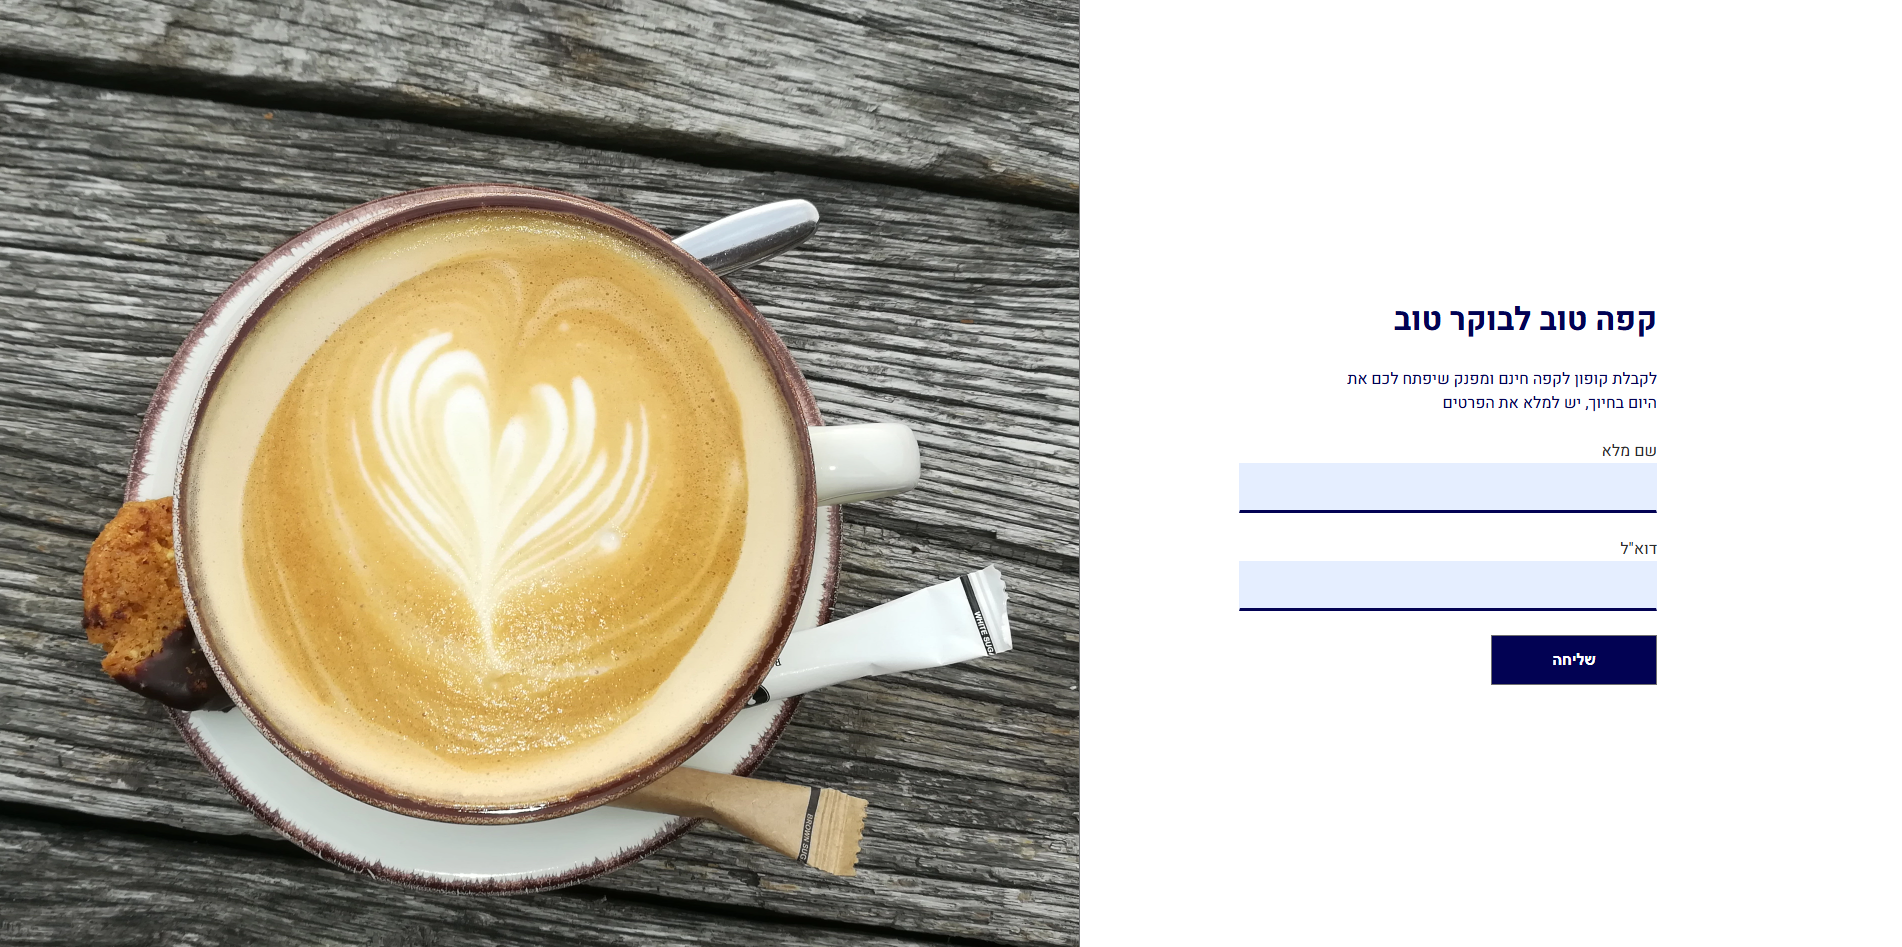 קפה טוב לבוקר טוב
לקבלת קופון לקפה חינם ומפנק שיפתח לכם את
היום בחיוך, יש למלא את הפרטים
שם מלא
דוא"ל
שליחה
WHITE SUGA
BROWN SUG